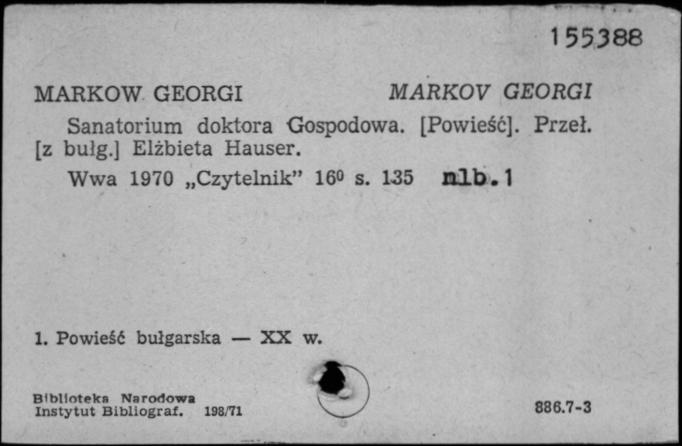 155388
MARKOW GEORGI MARKOV GEORGI
Sanatorium doktora Gospodowa. [Powieść]. Przeł.
[z bułg.] Elżbieta Hauser.
Wwa 1970 „Czytelnik” 16⁰ s. 135 nlb. 1
1. Powieść bułgarska — XX w.
Biblioteka Narodowa
Instytut Bibliograf. 198/71 886.7-3